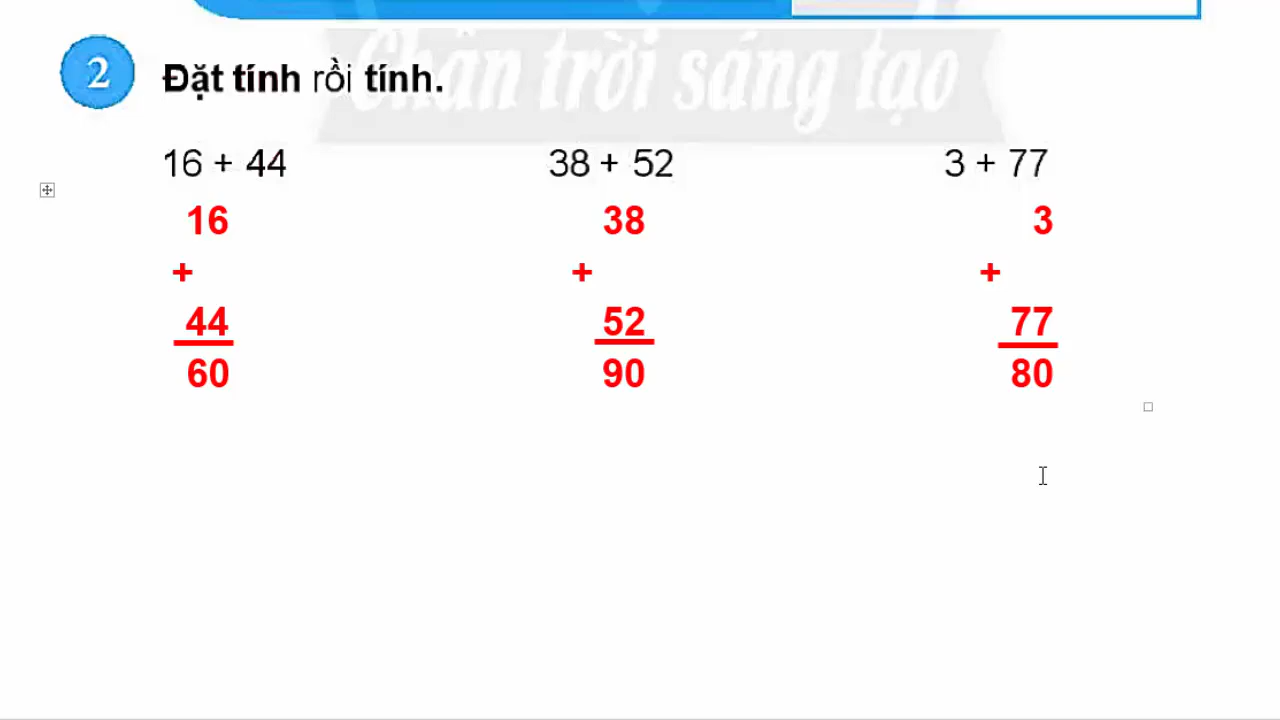 Chân trời sáng tạo
2 Đặt tính rồi tính.
16 + 44 38 + 52 3 + 77
16 38 3
+ + +
44 52 77
60 90 80